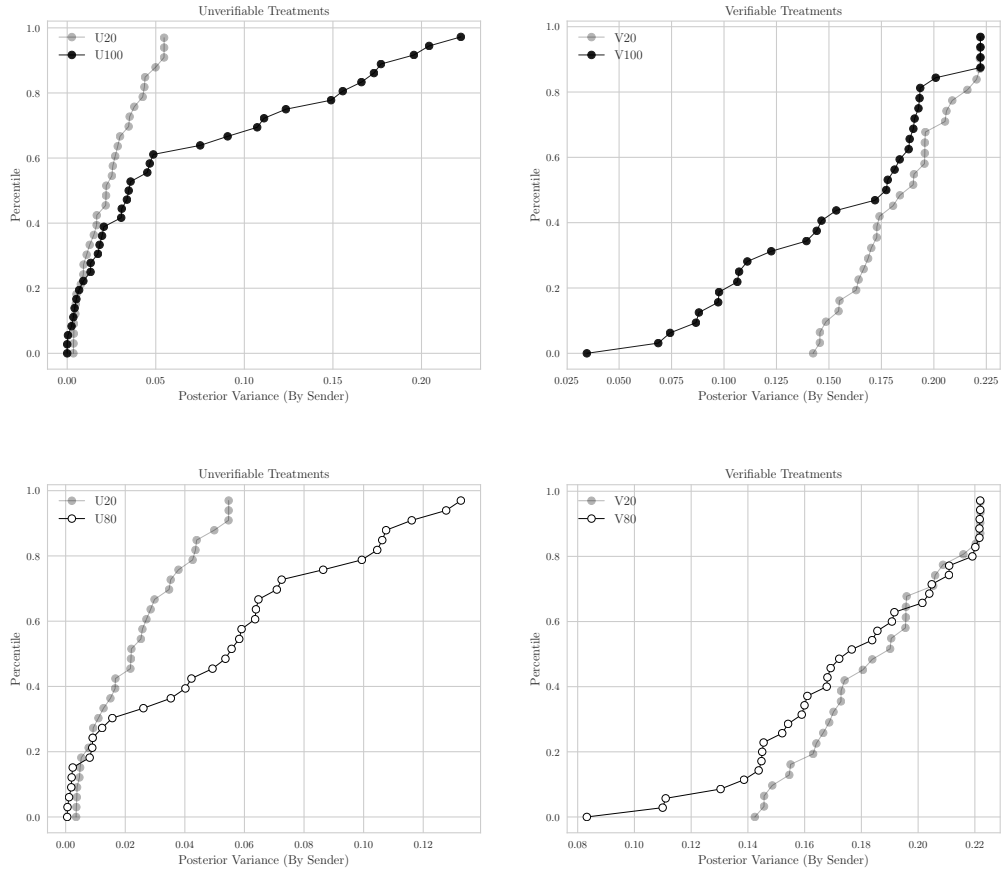 Unverifiable Treatments
1.0
0.8
0.6
0.4
0.2
0.0
Percentile
U20
U100
0.00 0.05 0.10 0.15 0.20
Posterior Variance (By Sender)
Verifiable Treatments
1.0
0.8
0.6
0.4
0.2
0.0
Percentile
V20
V100
0.025 0.050 0.075 0.100 0.125 0.150 0.175 0.200 0.225
Posterior Variance (By Sender)
Unverifiable Treatments
1.0
0.8
0.6
0.4
0.2
0.0
Percentile
U20
U80
0.00 0.02 0.04 0.06 0.08 0.10 0.12
Posterior Variance (By Sender)
Verifiable Treatments
1.0
0.8
0.6
0.4
0.2
0.0
Percentile
V20
V80
0.08 0.10 0.12 0.14 0.16 0.18 0.20 0.22
Posterior Variance (By Sender)